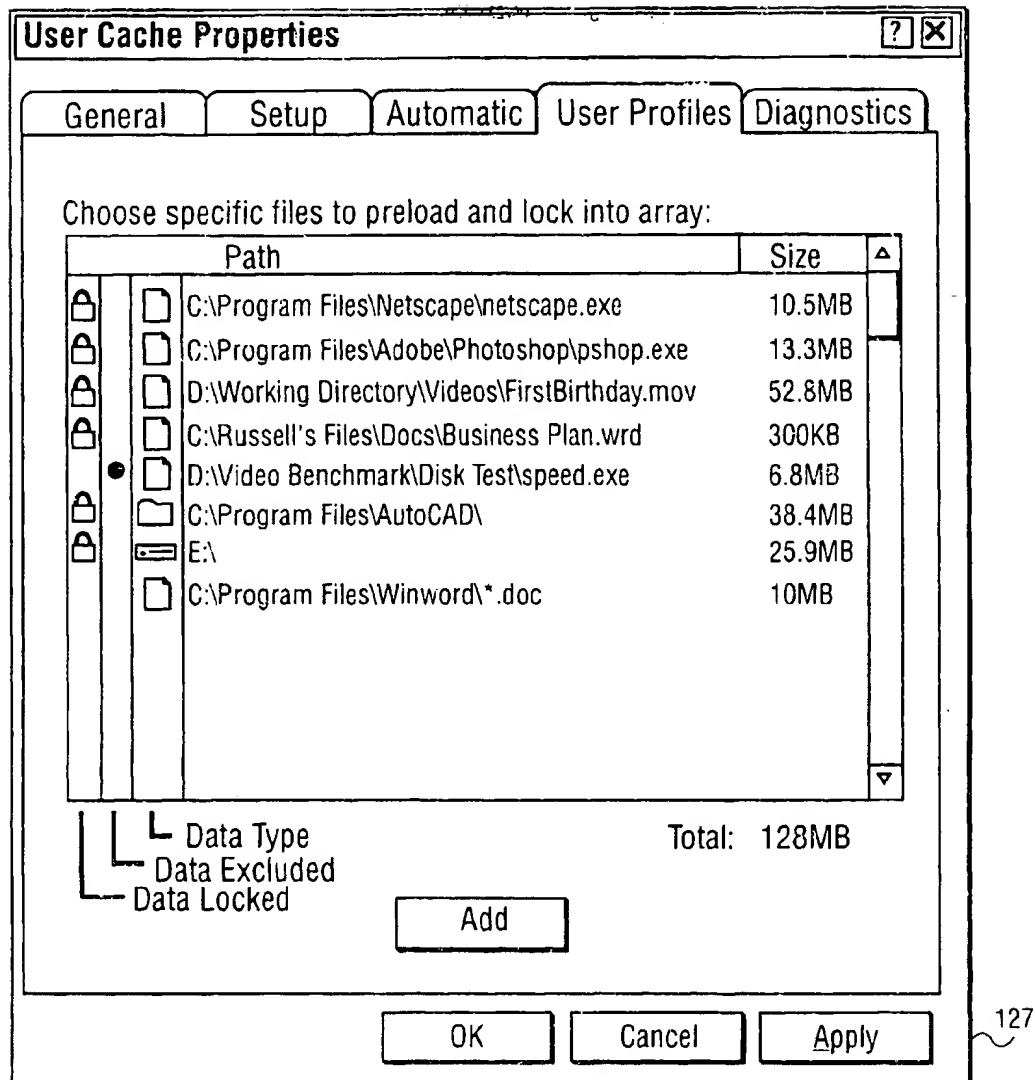 User Cache Properties ?
General Setup Automatic User Profiles Diagnostics
Choose specific files to preload and lock into array:
Path Size
C:\Program Files\Netscape\netscape.exe 10.5MB
C:\Program Files\Adobe\Photoshop\pshop.exe 13.3MB
D:\Working Directory\Videos\FirstBirthday.mov 52.8MB
C:\Russell's Files\Docs\Business Plan.wrd 300KB
D:\Video Benchmark\Disk Test\speed.exe 6.8MB
C:\Program Files\AutoCAD\ 38.4MB
E:\ 25.9MB
C:\Program Files\Winword\*.doc 10MB
Data Type Total: 128MB
Data Excluded
Data Locked
Add
OK Cancel Apply
127